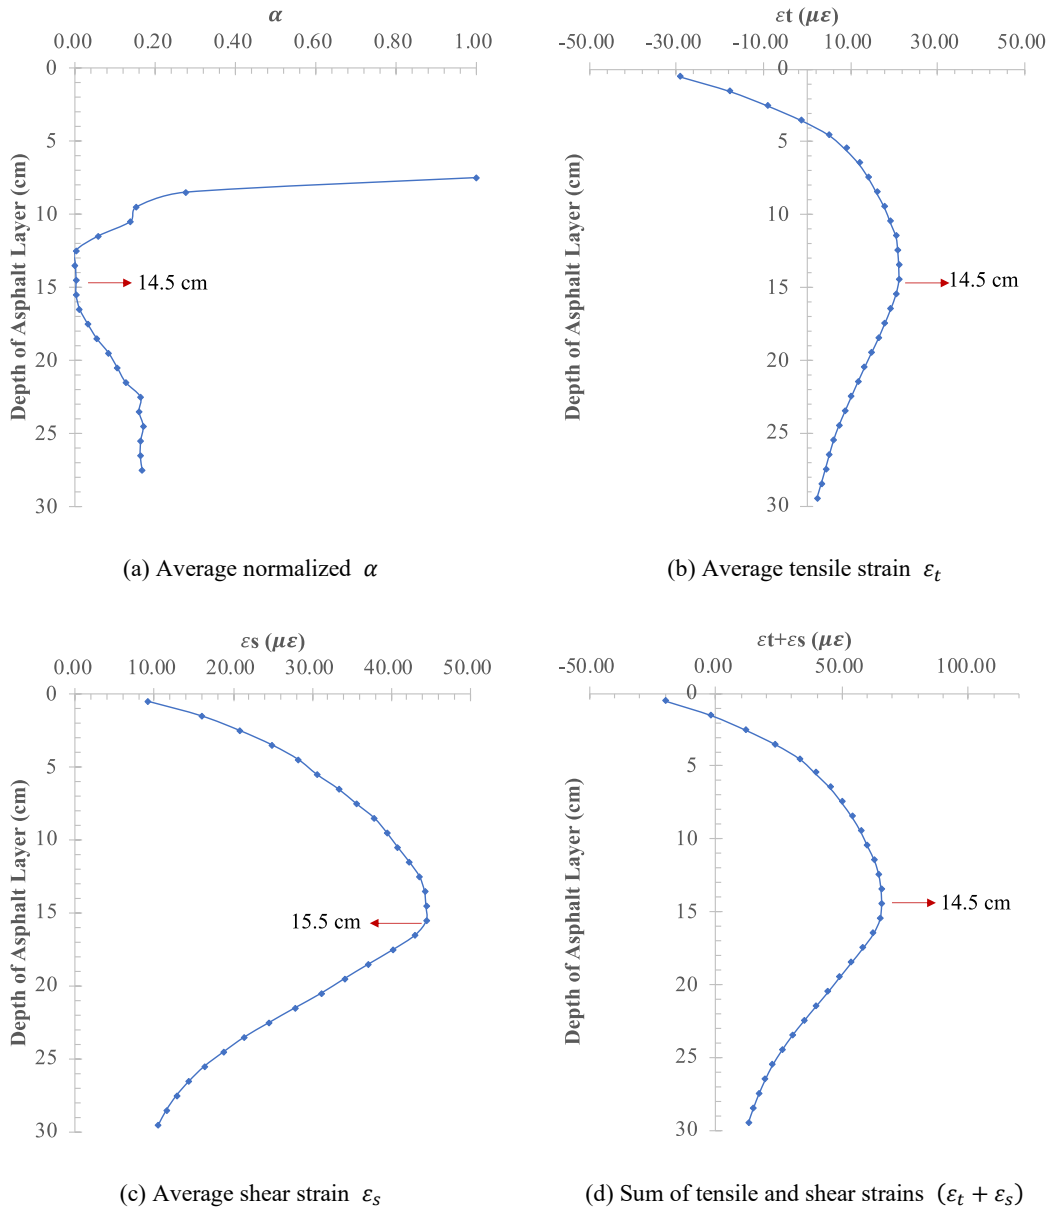 α
0.00 0.20 0.40 0.60 0.80 1.00
0
5
10
15
20
25
30
Depth of Asphalt Layer (cm)
14.5 cm
(a) Average normalized α
εt (με)
-50.00 -30.00 -10.00 10.00 30.00 50.00
0
5
10
15
20
25
30
Depth of Asphalt Layer (cm)
14.5 cm
(b) Average tensile strain εt
εs (με)
0.00 10.00 20.00 30.00 40.00 50.00
0
5
10
15
20
25
30
Depth of Asphalt Layer (cm)
15.5 cm
(c) Average shear strain εs
εt+εs (με)
-50.00 0.00 50.00 100.00
0
5
10
15
20
25
30
Depth of Asphalt Layer (cm)
14.5 cm
(d) Sum of tensile and shear strains (εt + εs)